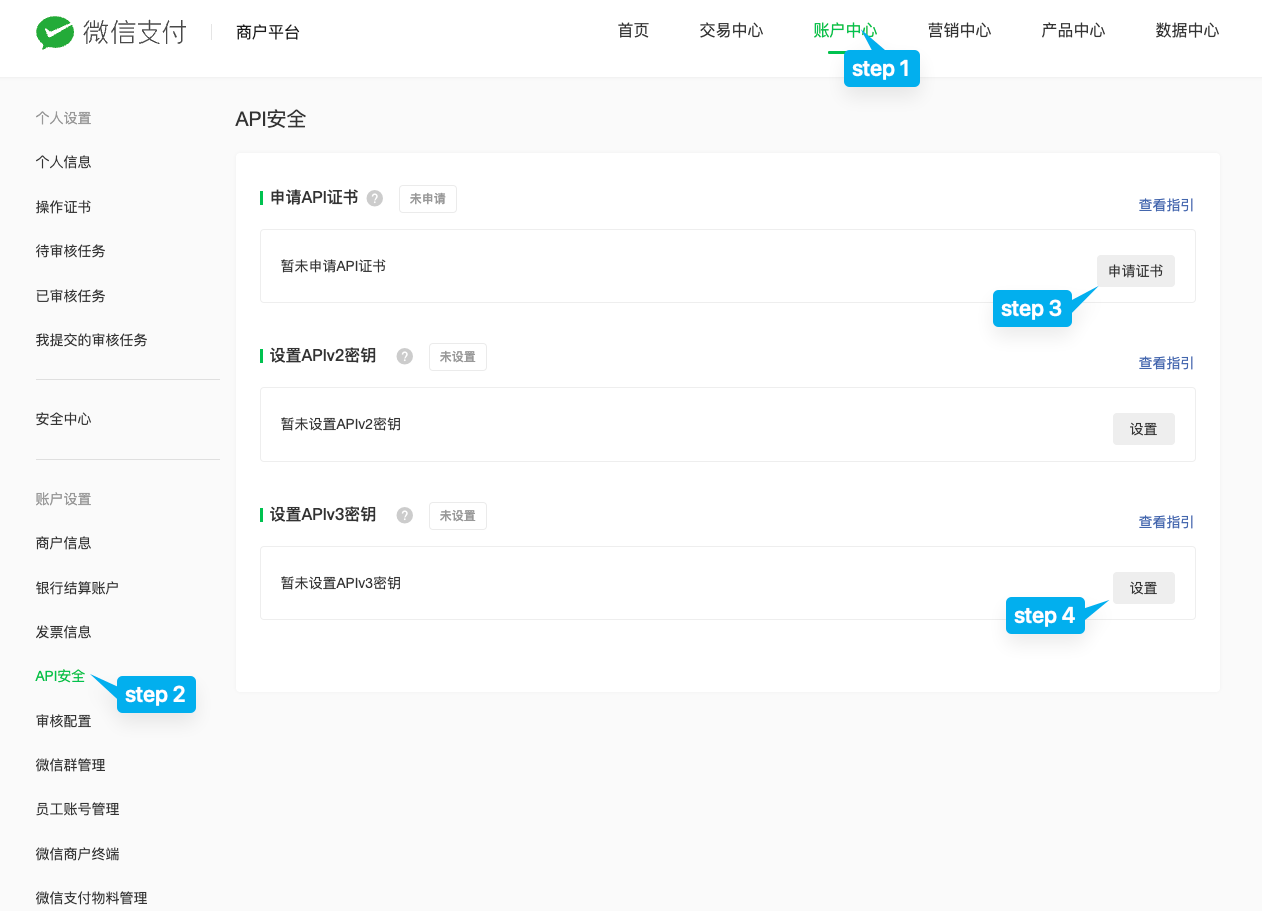 微信支付 商户平台
首页 交易中心 账户中心 营销中心 产品中心 数据中心
step 1
个人设置
个人信息
操作证书
待审核任务
已审核任务
我提交的审核任务
安全中心
账户设置
商户信息
银行结算账户
发票信息
API安全
step 2
审核配置
微信群管理
员工账号管理
微信商户终端
微信支付物料管理
API安全
申请API证书 ? 未申请
查看指引
暂未申请API证书
申请证书
step 3
设置APIv2密钥 ? 未设置
查看指引
暂未设置APIv2密钥
设置
设置APIv3密钥 ? 未设置
查看指引
暂未设置APIv3密钥
设置
step 4